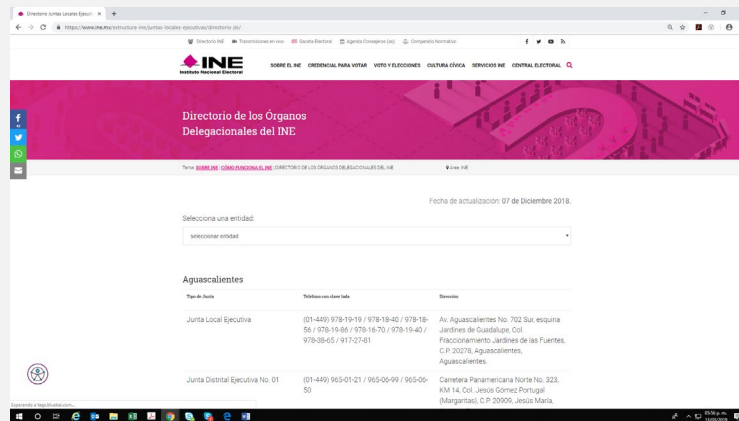 Directorio Juntas Locales Ejecuti
https://www.ine.mx/estructura-ine/juntas-locales-ejecutivas/directorio-jle/
Directorio INE Transmisiones en vivo Gaceta Electoral Agenda Consejeros (as) Compendio Normativo
INE
Instituto Nacional Electoral
SOBRE EL INE CREDENCIAL PARA VOTAR VOTO Y ELECCIONES CULTURA CÍVICA SERVICIOS INE CENTRAL ELECTORAL
Directorio de los Órganos
Delegacionales del INE
Tema: SOBRE INE | CÓMO FUNCIONA EL INE | DIRECTORIO DE LOS ÓRGANOS DELEGACIONALES DEL INE
Área: INE
Fecha de actualización: 07 de Diciembre 2018.
Selecciona una entidad:
seleccionar entidad
Aguascalientes
Tipo de Junta Teléfono con clave lada Dirección
Junta Local Ejecutiva
(01-449) 978-19-19 / 978-18-40 / 978-18-
56 / 978-19-86 / 978-16-70 / 978-19-40 /
978-38-65 / 917-27-81
Av. Aguascalientes No. 702 Sur, esquina
Jardines de Guadalupe, Col.
Fraccionamiento Jardines de las Fuentes,
C.P. 20278, Aguascalientes,
Aguascalientes.
Junta Distrital Ejecutiva No. 01
(01-449) 965-01-21 / 965-06-99 / 965-06-
50
Carretera Panamericana Norte No. 323,
KM 14, Col. Jesús Gómez Portugal
(Margaritas), C.P. 20909, Jesús María,
Esperando a tags.bluekai.com...
05:56 p. m.